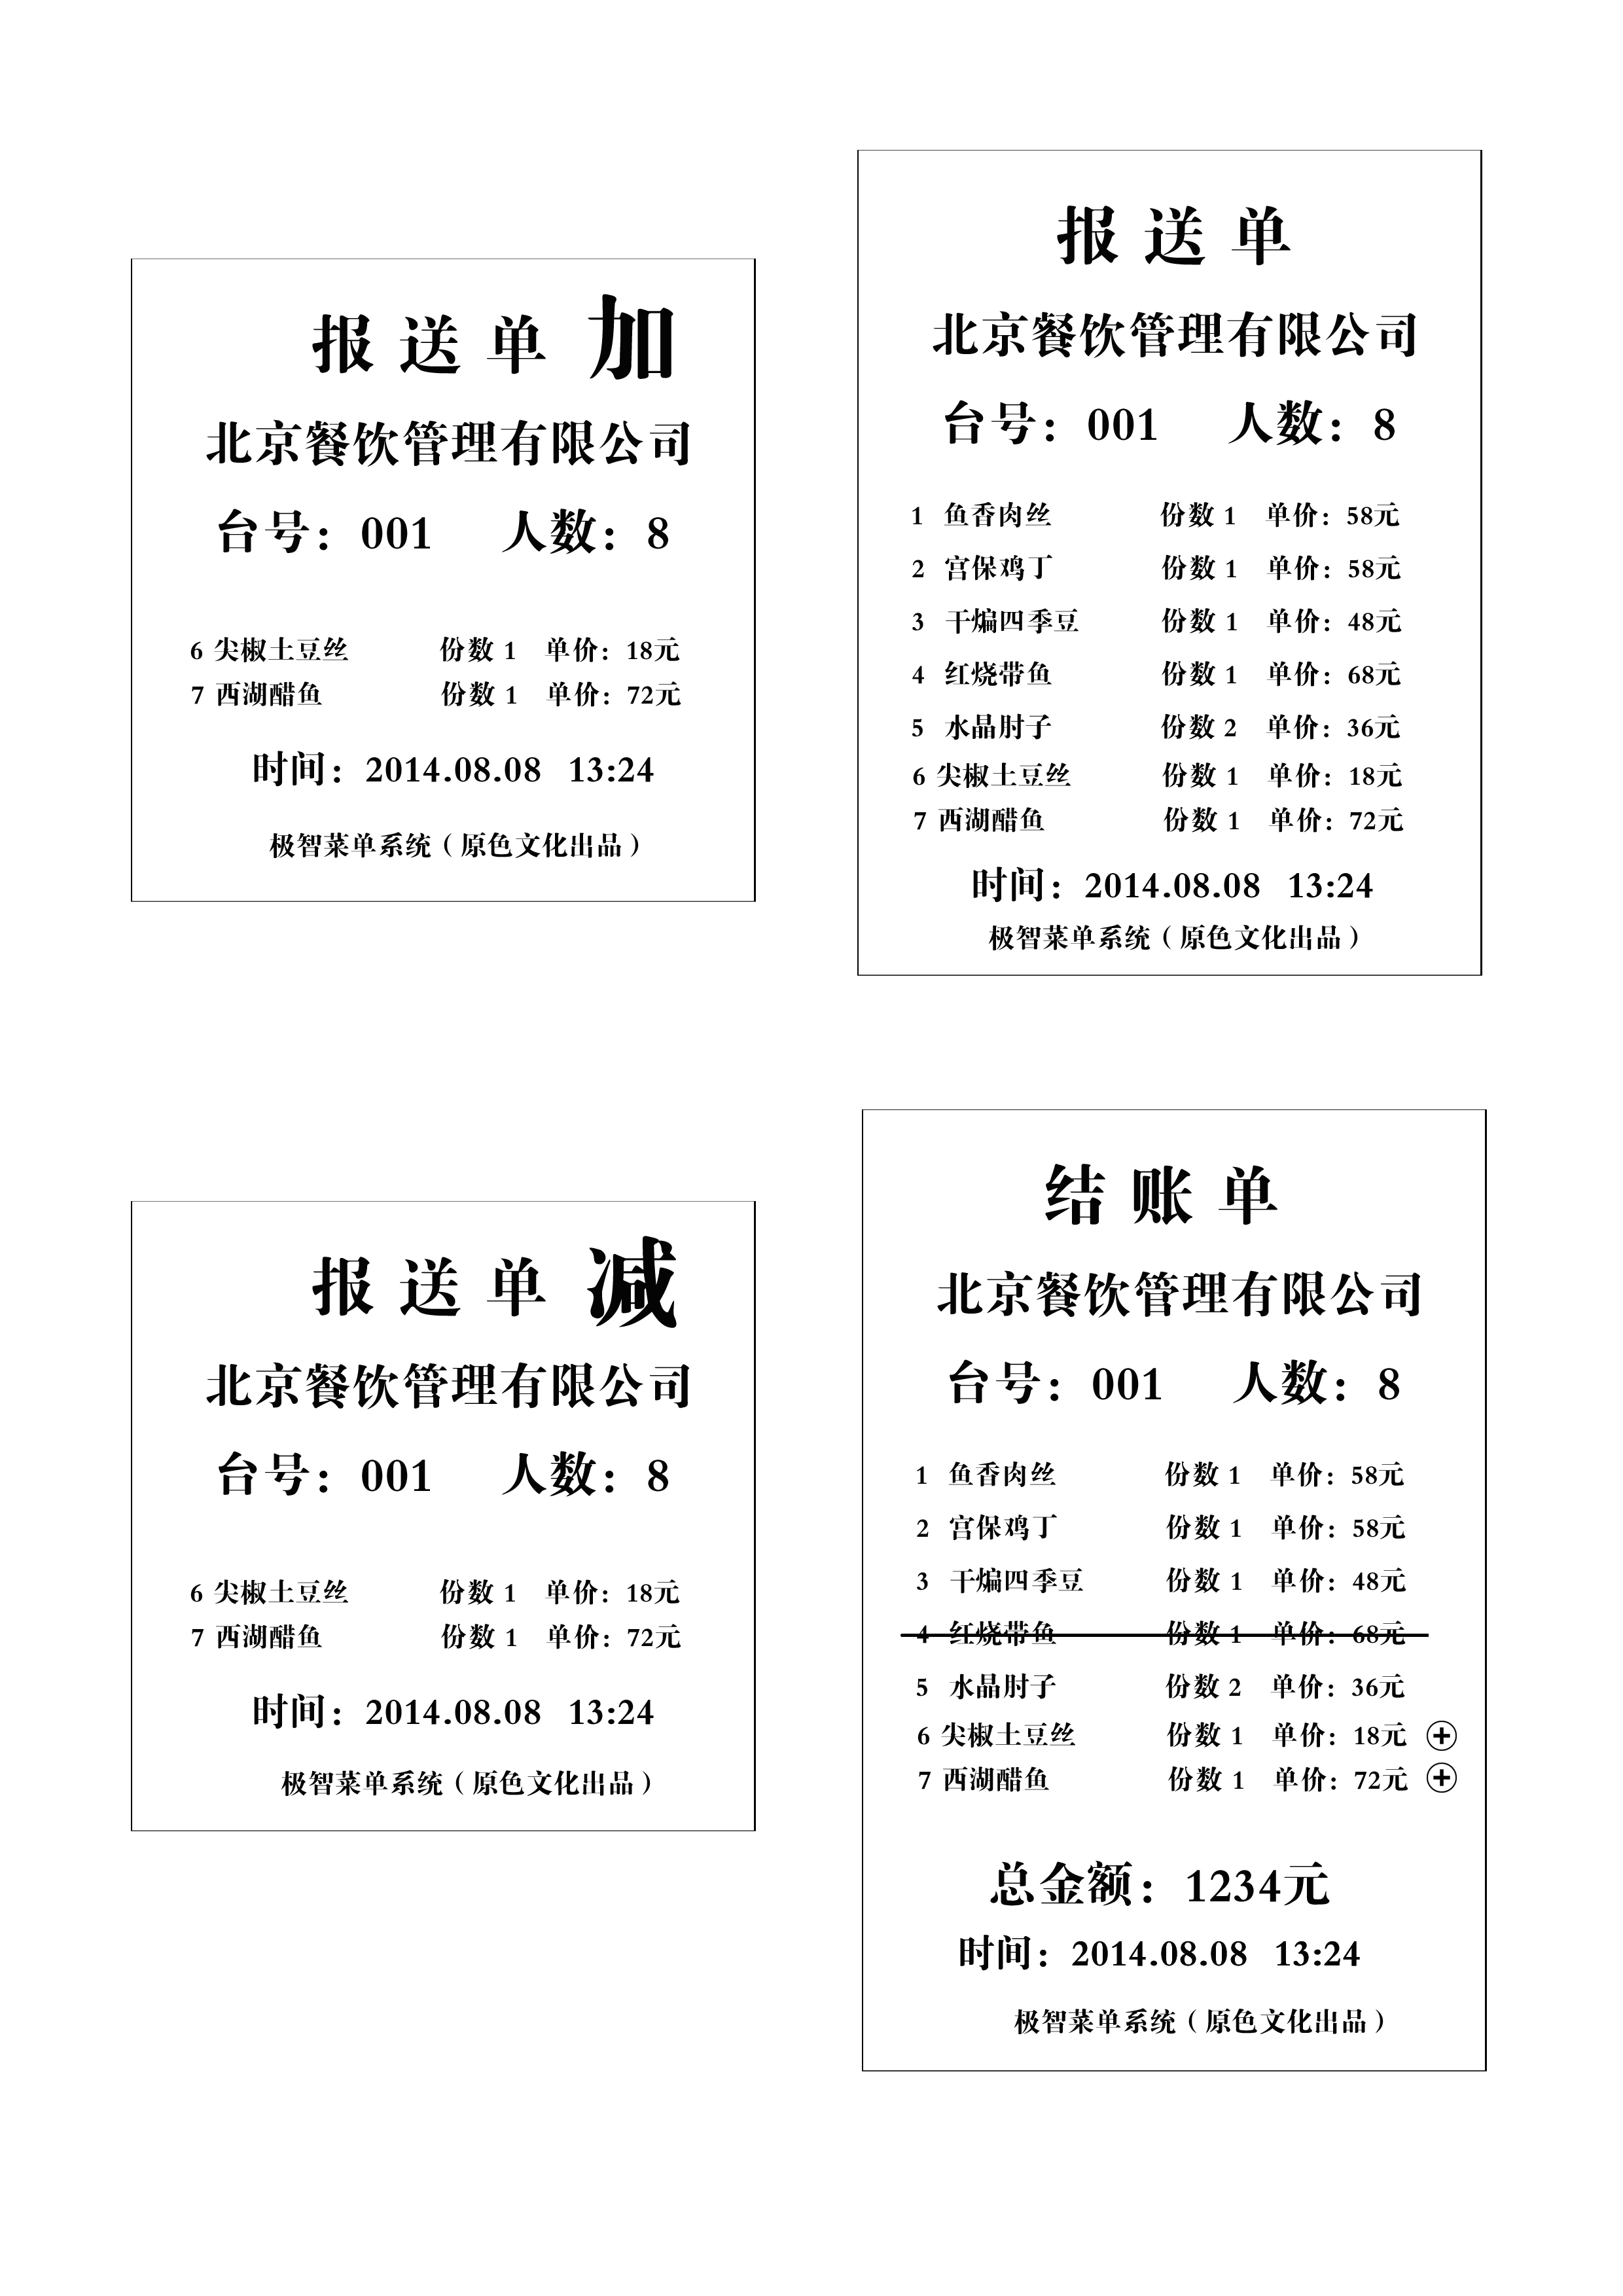 报送单 加
北京餐饮管理有限公司
台号：001 人数：8
6 尖椒土豆丝 份数 1 单价：18元
7 西湖醋鱼 份数 1 单价：72元
时间：2014.08.08 13:24
极智菜单系统（原色文化出品）
报送单
北京餐饮管理有限公司
台号：001 人数：8
1 鱼香肉丝 份数 1 单价：58元
2 宫保鸡丁 份数 1 单价：58元
3 干煸四季豆 份数 1 单价：48元
4 红烧带鱼 份数 1 单价：68元
5 水晶肘子 份数 2 单价：36元
6 尖椒土豆丝 份数 1 单价：18元
7 西湖醋鱼 份数 1 单价：72元
时间：2014.08.08 13:24
极智菜单系统（原色文化出品）
报送单 减
北京餐饮管理有限公司
台号：001 人数：8
6 尖椒土豆丝 份数 1 单价：18元
7 西湖醋鱼 份数 1 单价：72元
时间：2014.08.08 13:24
极智菜单系统（原色文化出品）
结账单
北京餐饮管理有限公司
台号：001 人数：8
1 鱼香肉丝 份数 1 单价：58元
2 宫保鸡丁 份数 1 单价：58元
3 干煸四季豆 份数 1 单价：48元
4 红烧带鱼 份数 1 单价：68元
5 水晶肘子 份数 2 单价：36元
6 尖椒土豆丝 份数 1 单价：18元 ⊕
7 西湖醋鱼 份数 1 单价：72元 ⊕
总金额：1234元
时间：2014.08.08 13:24
极智菜单系统（原色文化出品）